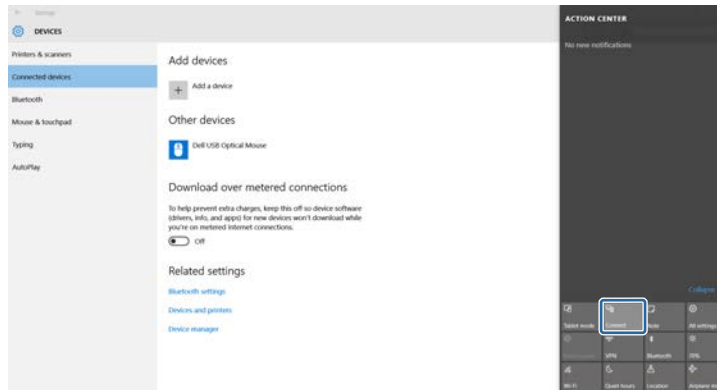 Settings
DEVICES
Printers & scanners
Connected devices
Bluetooth
Mouse & touchpad
Typing
AutoPlay
Add devices
Add a device
Other devices
Dell USB Optical Mouse
Download over metered connections
To help prevent extra charges, keep this off so device software
(drivers, info, and apps) for new devices won't download while
you're on metered Internet connections.
Off
Related settings
Bluetooth settings
Devices and printers
Device manager
ACTION CENTER
No new notifications
Collapse
Tablet mode
Connect
Note
All settings
VPN
Bluetooth
70%
Wi-Fi
Quiet hours
Location
Airplane m